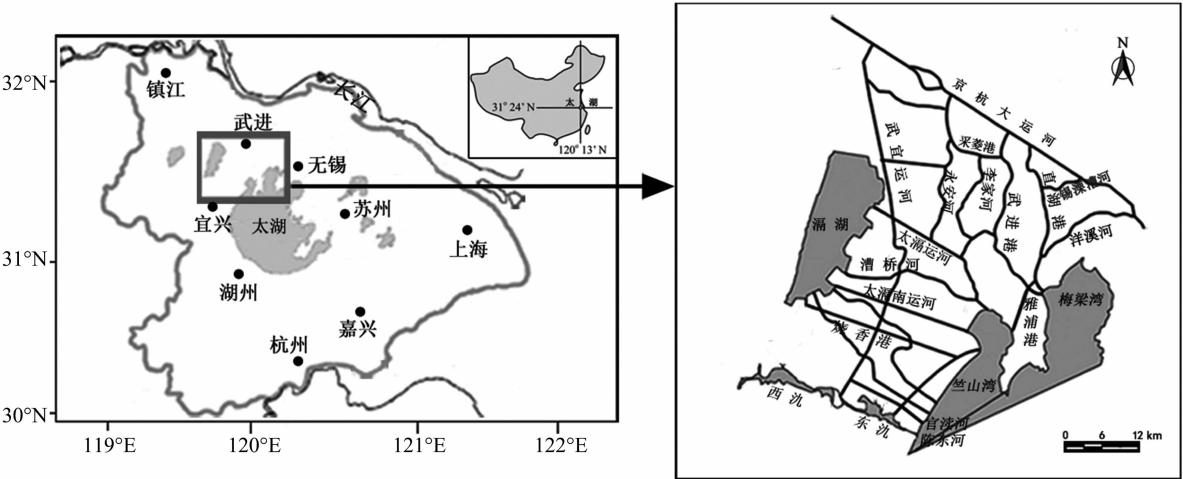 32°N
31°N
30°N
119°E
120°E
121°E
122°E
镇江
长江
武进
无锡
宜兴
太湖
苏州
上海
湖州
嘉兴
杭州
31° 24′ N
太 湖
120° 13′ N
N
京杭大运河
武宜运河
采菱港
永安河
李家河
武进港
直湖港
锡溧漕河
洋溪河
滆湖
太滆运河
漕桥河
太滆南运河
烧香港
雅浦港
梅梁湾
竺山湾
西氿
东氿
官渎河
陈东河
0 6 12 km